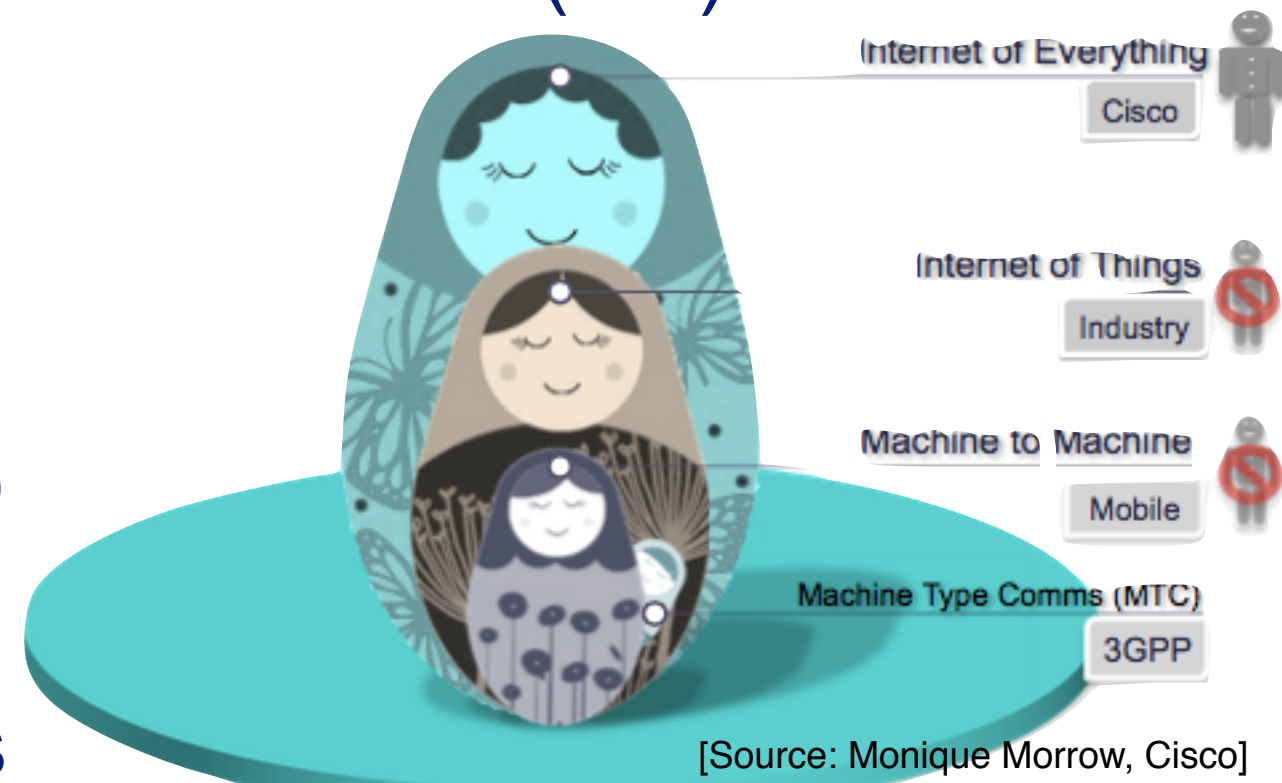 Internet of Everything
Cisco
Internet of Things
Industry
Machine to Machine
Mobile
Machine Type Comms (MTC)
3GPP
[Source: Monique Morrow, Cisco]